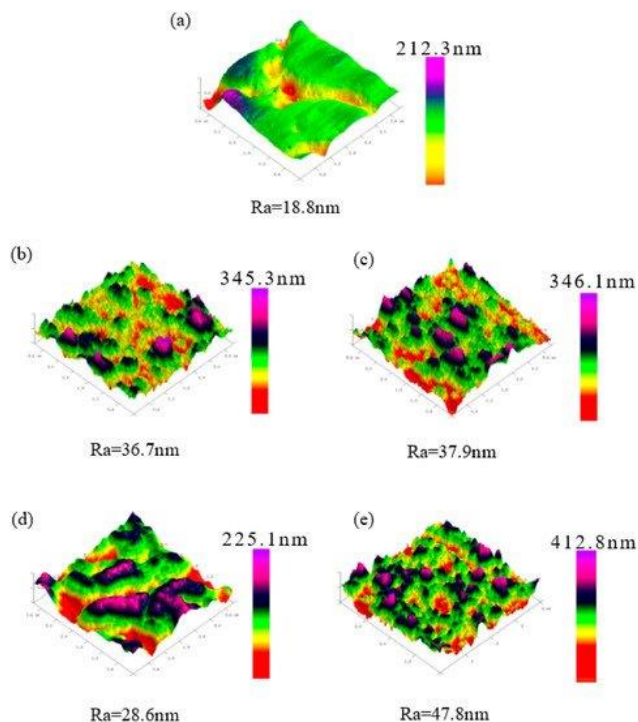 (a)
212.3nm
Ra=18.8nm
(b)
345.3nm
(c)
346.1nm
Ra=36.7nm
Ra=37.9nm
(d)
225.1nm
(e)
412.8nm
Ra=28.6nm
Ra=47.8nm